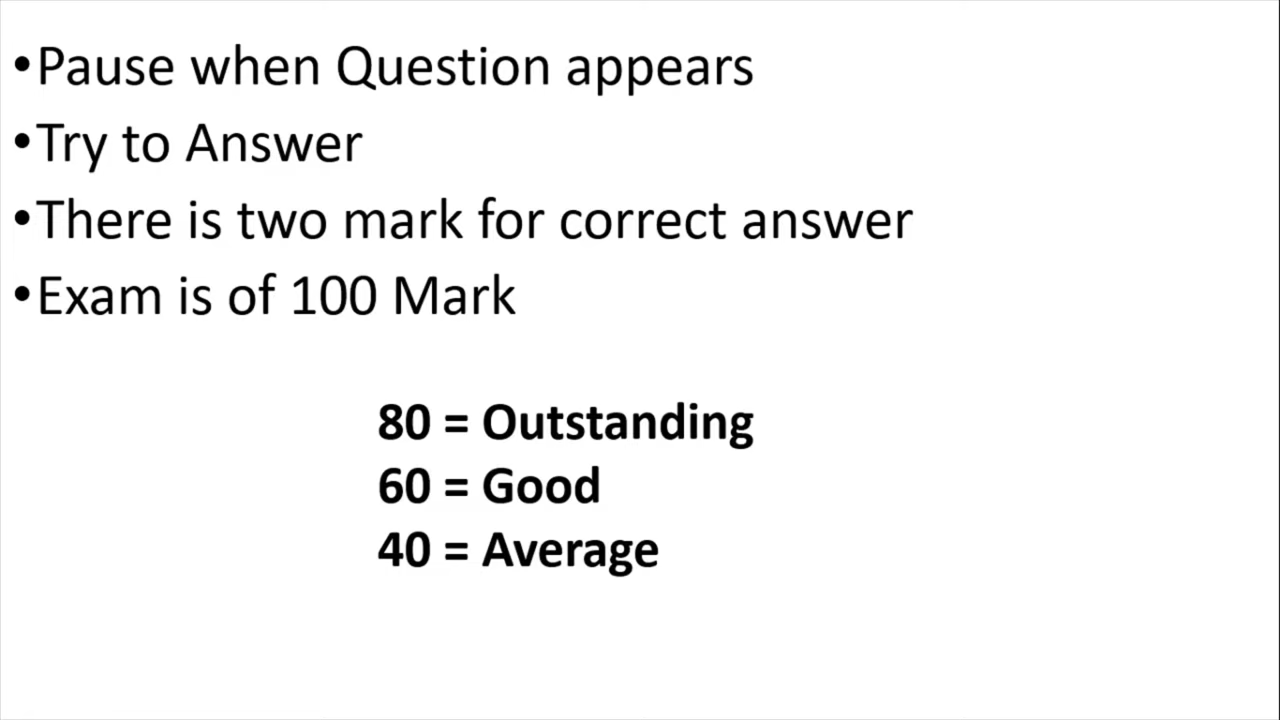 •Pause when Question appears
•Try to Answer
•There is two mark for correct answer
•Exam is of 100 Mark
80 = Outstanding
60 = Good
40 = Average